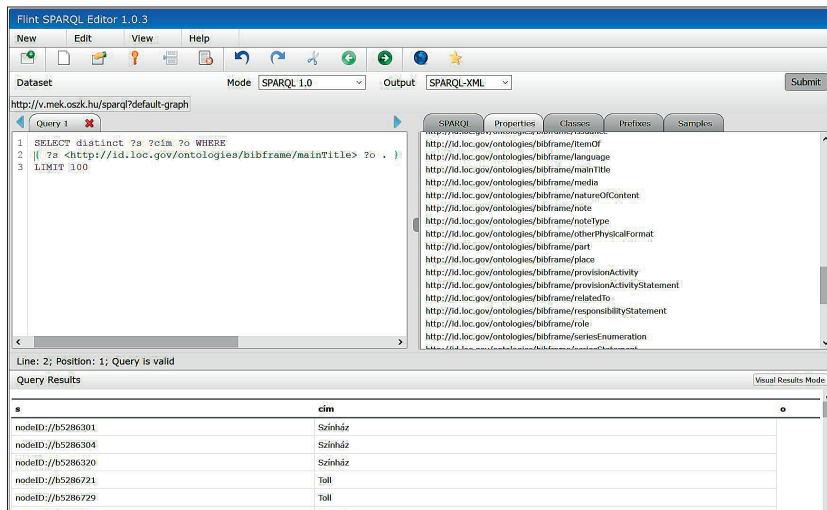 Flint SPARQL Editor 1.0.3
New Edit View Help
Dataset Mode SPARQL 1.0 Output SPARQL-XML Submit
http://v.mek.oszk.hu/sparql?default-graph
Query 1
1 SELECT distinct ?s ?cím ?o WHERE
2 { ?s <http://id.loc.gov/ontologies/bibframe/mainTitle> ?o . }
3 LIMIT 100
SPARQL Properties Classes Prefixes Samples
http://id.loc.gov/ontologies/bibframe/issuance
http://id.loc.gov/ontologies/bibframe/itemOf
http://id.loc.gov/ontologies/bibframe/language
http://id.loc.gov/ontologies/bibframe/mainTitle
http://id.loc.gov/ontologies/bibframe/media
http://id.loc.gov/ontologies/bibframe/natureOfContent
http://id.loc.gov/ontologies/bibframe/note
http://id.loc.gov/ontologies/bibframe/noteType
http://id.loc.gov/ontologies/bibframe/otherPhysicalFormat
http://id.loc.gov/ontologies/bibframe/part
http://id.loc.gov/ontologies/bibframe/place
http://id.loc.gov/ontologies/bibframe/provisionActivity
http://id.loc.gov/ontologies/bibframe/provisionActivityStatement
http://id.loc.gov/ontologies/bibframe/relatedTo
http://id.loc.gov/ontologies/bibframe/responsibilityStatement
http://id.loc.gov/ontologies/bibframe/role
http://id.loc.gov/ontologies/bibframe/seriesEnumeration
Line: 2; Position: 1; Query is valid
Query Results Visual Results Mode
s cím o
nodeID://b5286301 Színház
nodeID://b5286304 Színház
nodeID://b5286320 Színház
nodeID://b5286721 Toll
nodeID://b5286729 Toll